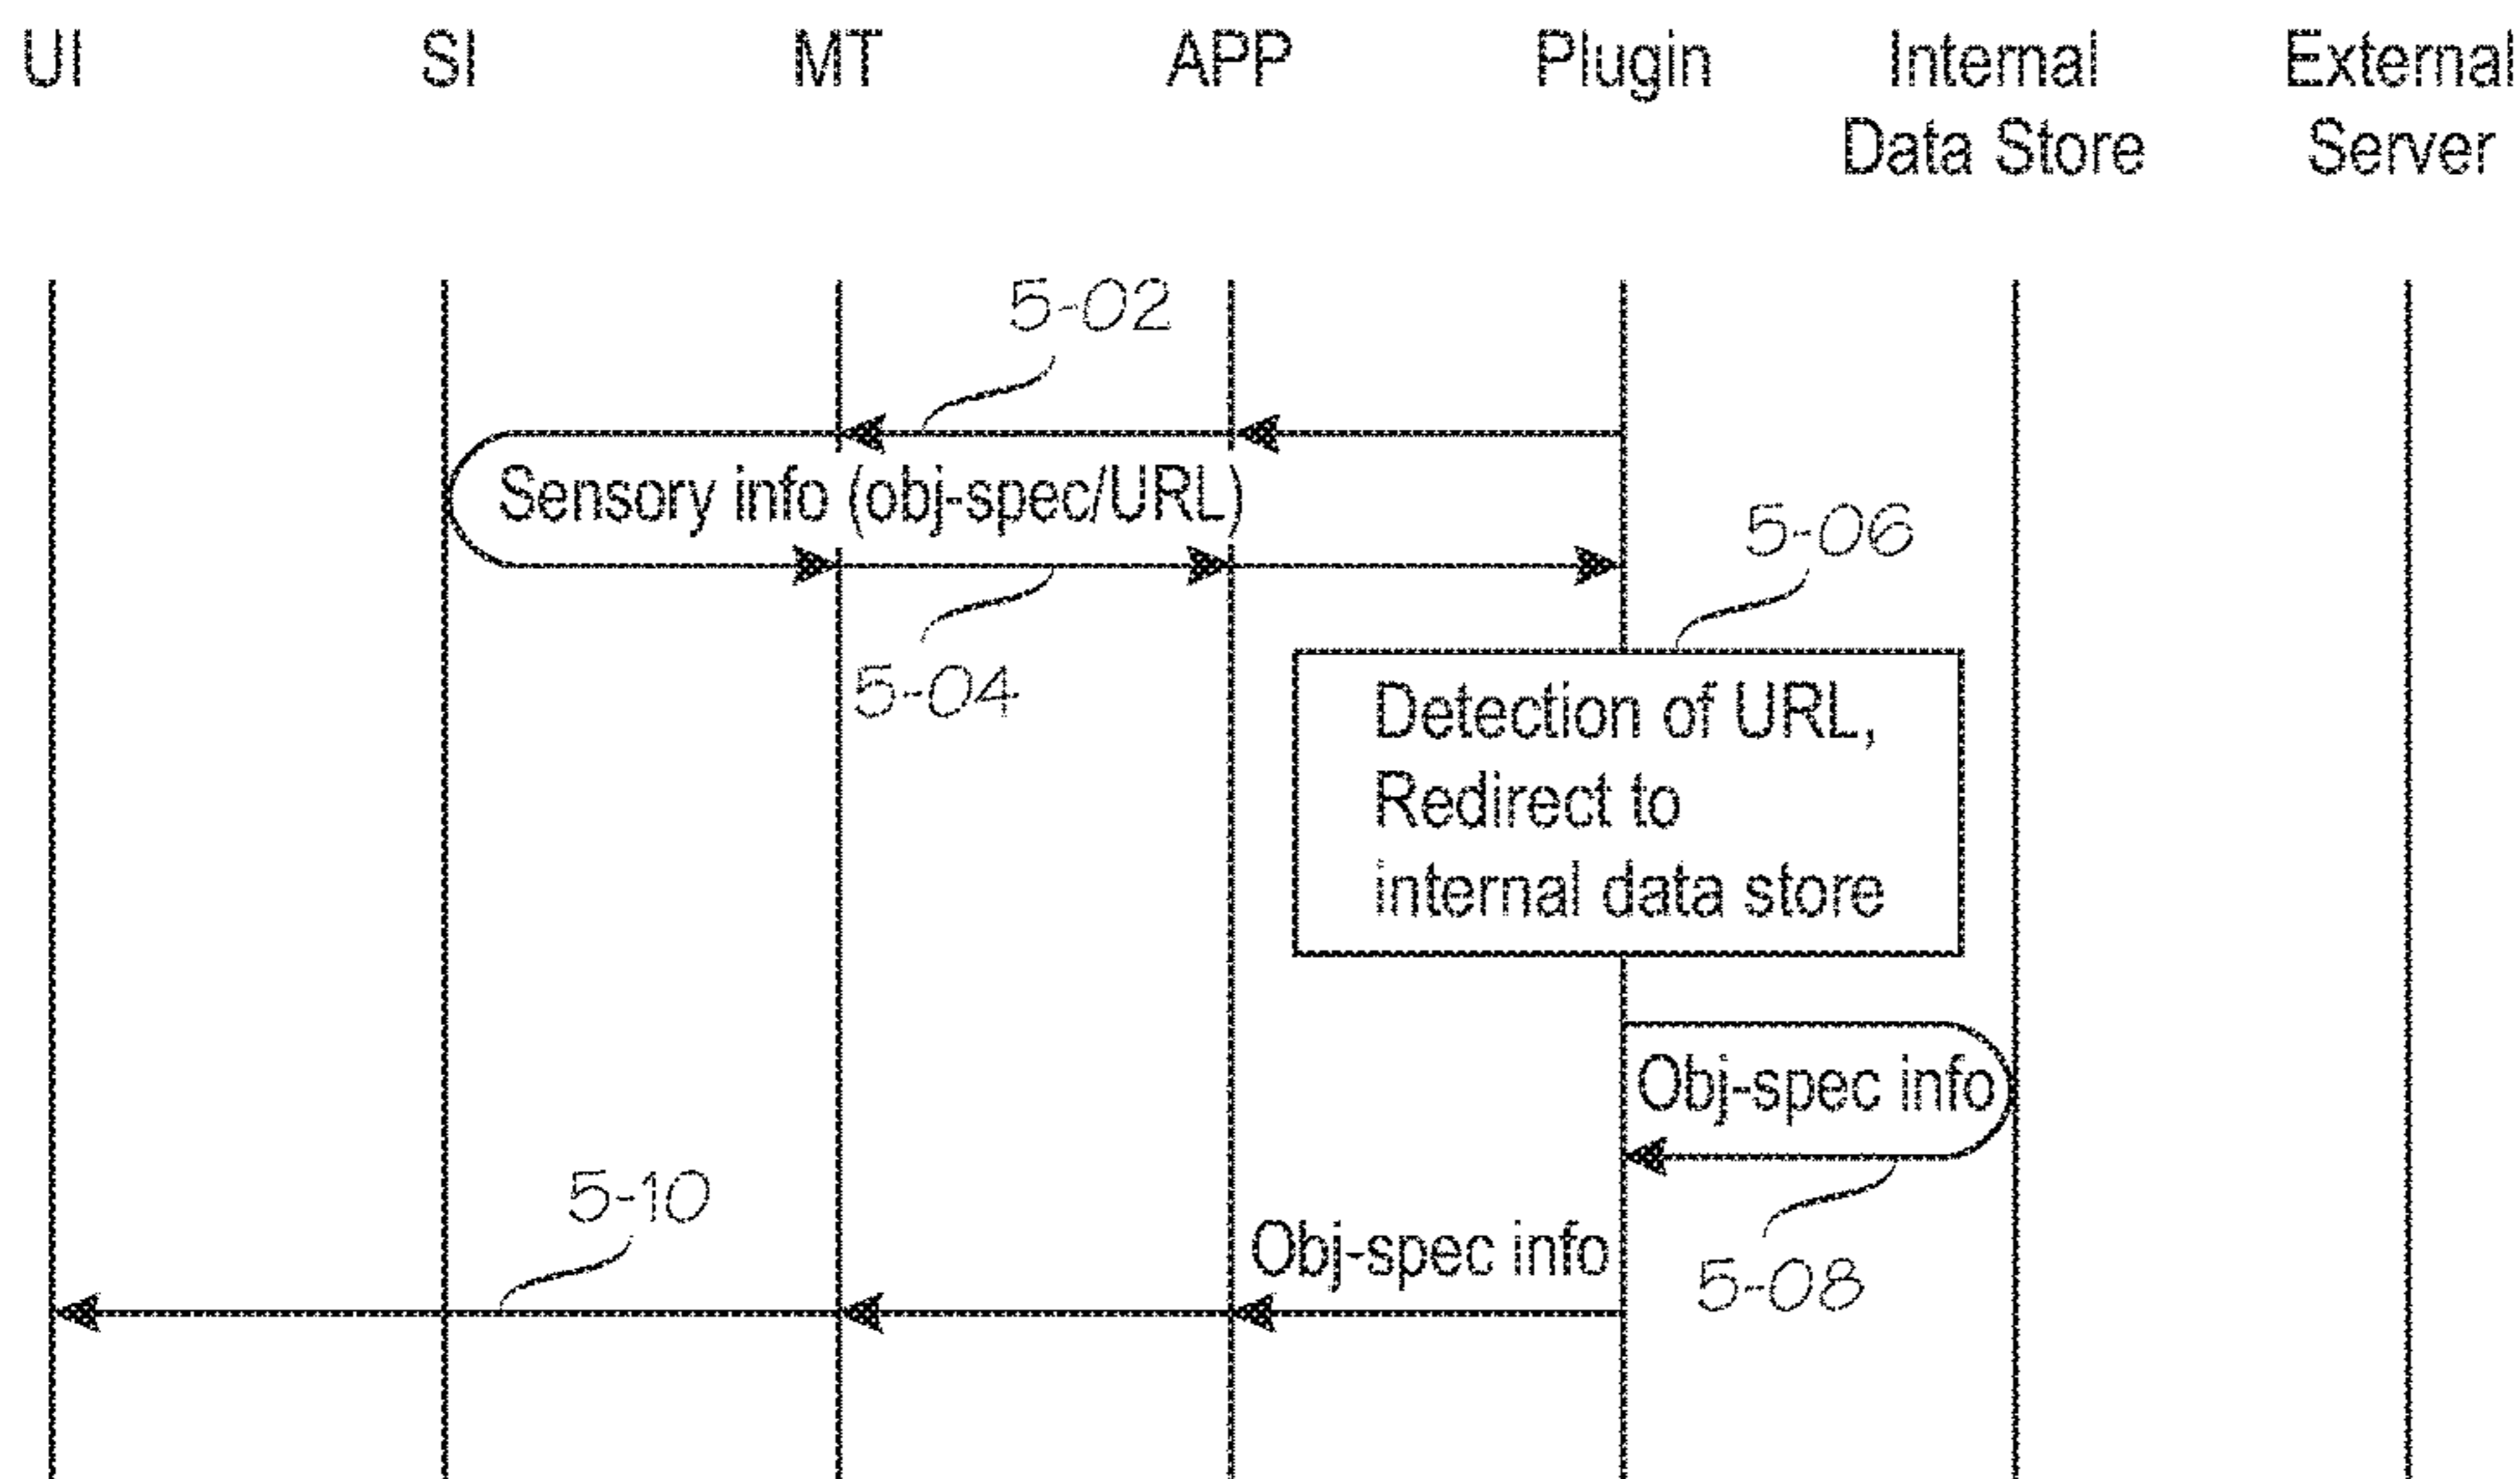 UI SI MT APP Plugin Internal External
Data Store Server
5-02
Sensory info (obj-spec/URL)
5-06
5-04
Detection of URL,
Redirect to
internal data store
Obj-spec info
5-10
Obj-spec info
5-08